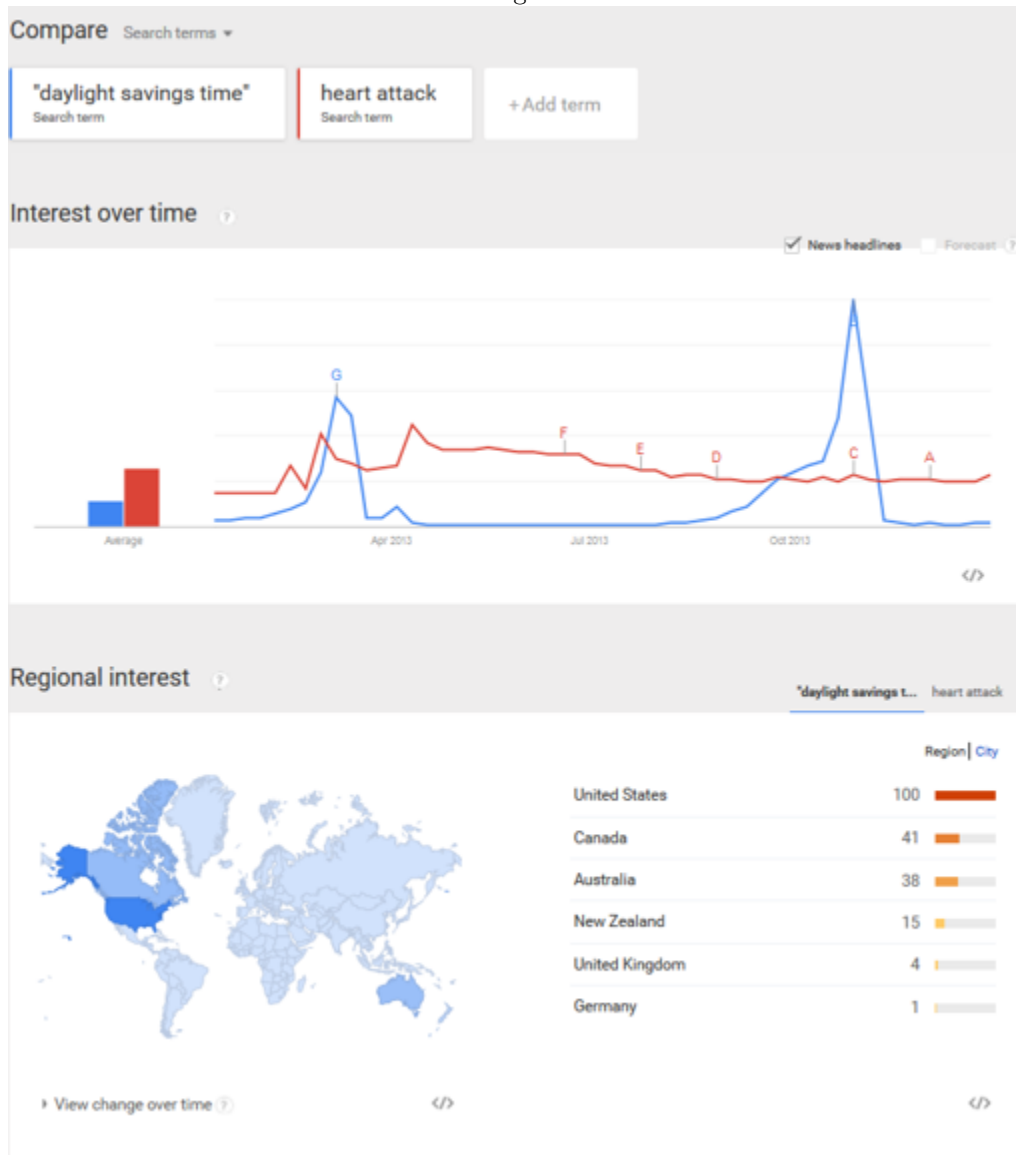 Compare Search terms
"daylight savings time" heart attack +Add term
Search term Search term
Interest over time ?
News headlines Forecast ?
G
F
E
D
C
A
Average Apr 2013 Jul 2013 Oct 2013
</>
Regional interest ?
"daylight savings t... heart attack
Region| City
United States 100
Canada 41
Australia 38
New Zealand 15
United Kingdom 4
Germany 1
View change over time ? </> </>